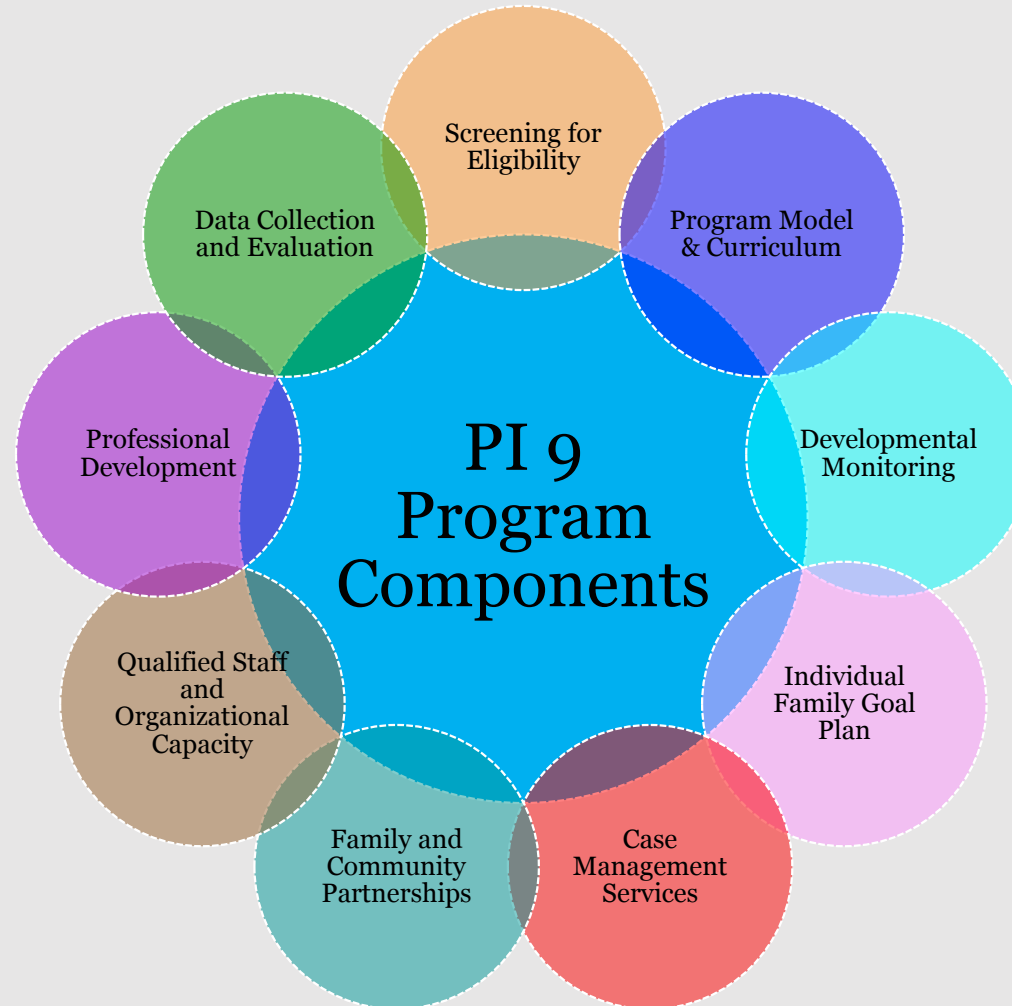 Screening for
Eligibility
Program Model
& Curriculum
Developmental
Monitoring
Individual
Family Goal
Plan
Case
Management
Services
Family and
Community
Partnerships
Qualified Staff
and
Organizational
Capacity
Professional
Development
Data Collection
and Evaluation
PI 9
Program
Components